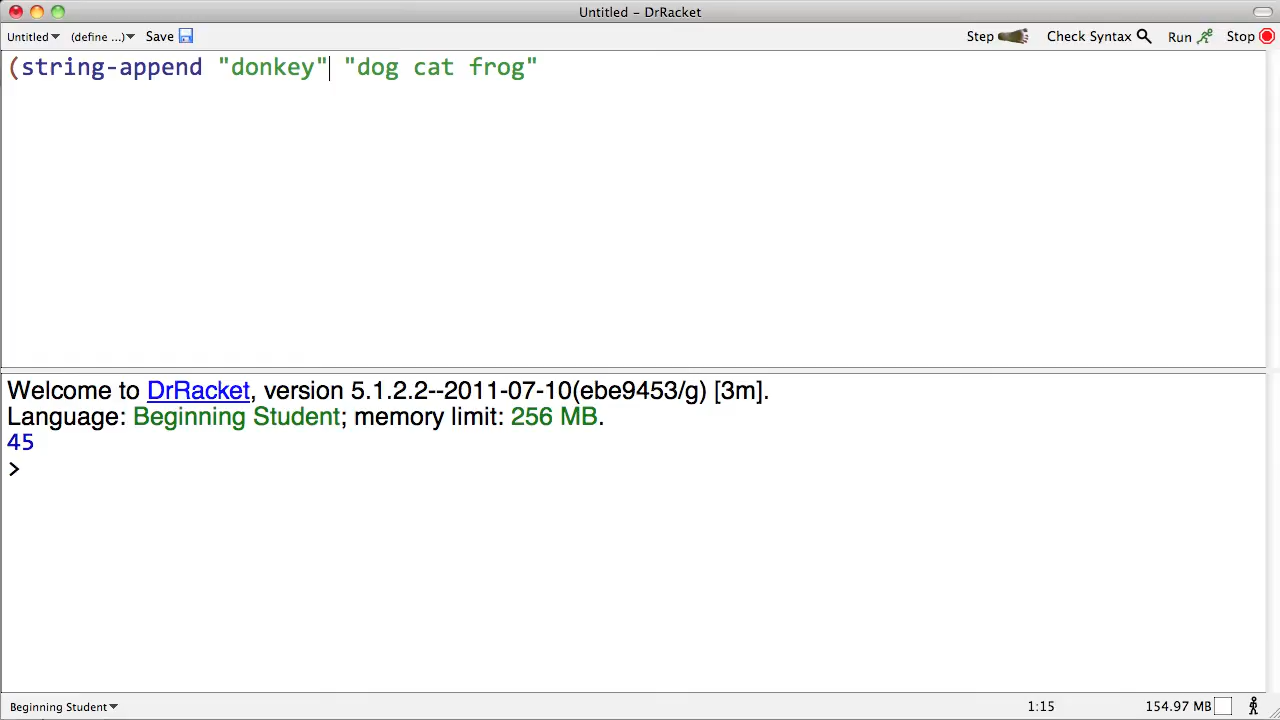 Untitled - DrRacket
Untitled (define ...) Save Step Check Syntax Run Stop
(string-append "donkey" "dog cat frog"
Welcome to DrRacket, version 5.1.2.2--2011-07-10(ebe9453/g) [3m].
Language: Beginning Student; memory limit: 256 MB.
45
>
Beginning Student 1:15 154.97 MB